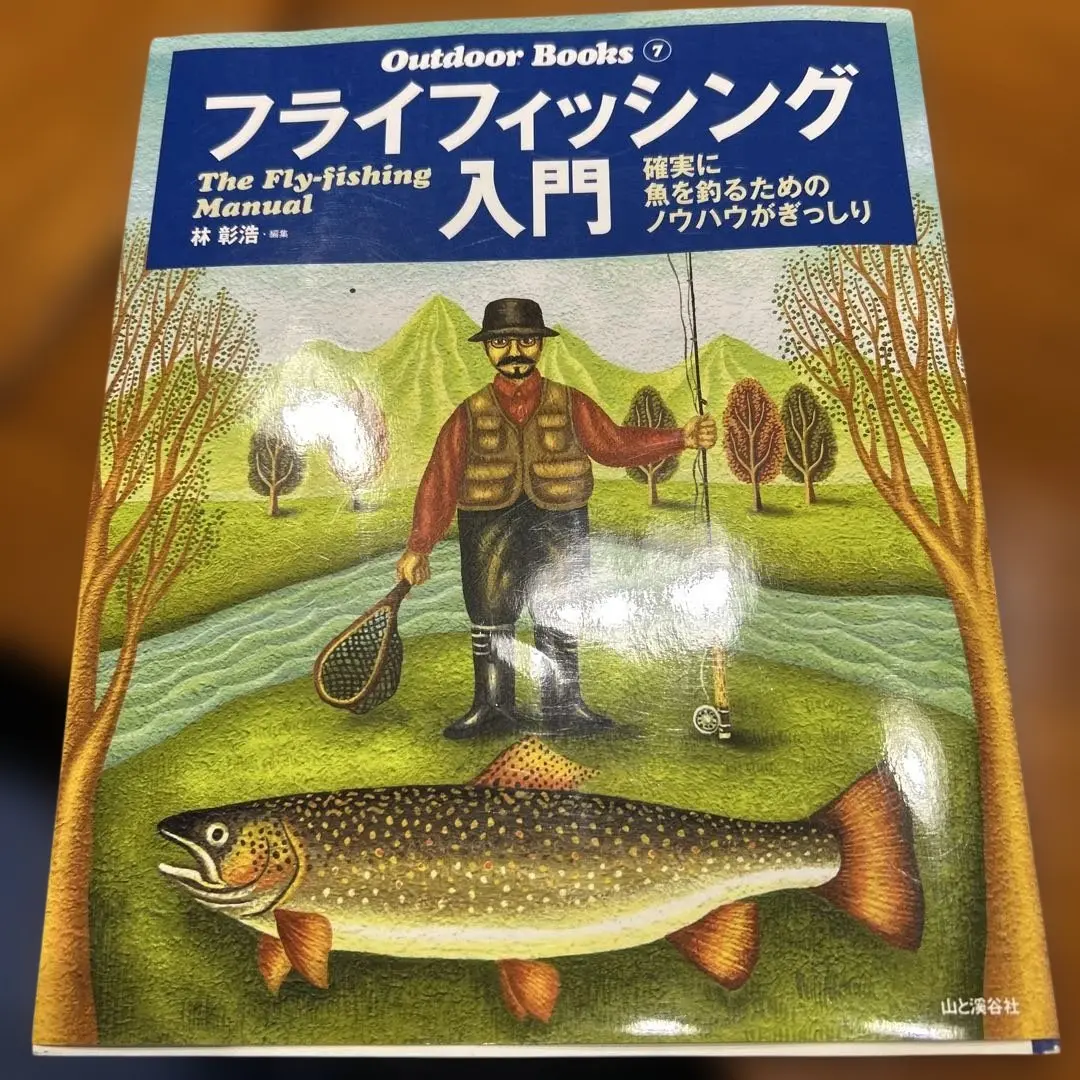 Outdoor Books ⑦
フライフィッシング
入門
The Fly-fishing
Manual
林 彰浩・編集
確実に
魚を釣るための
ノウハウがぎっしり
山と溪谷社